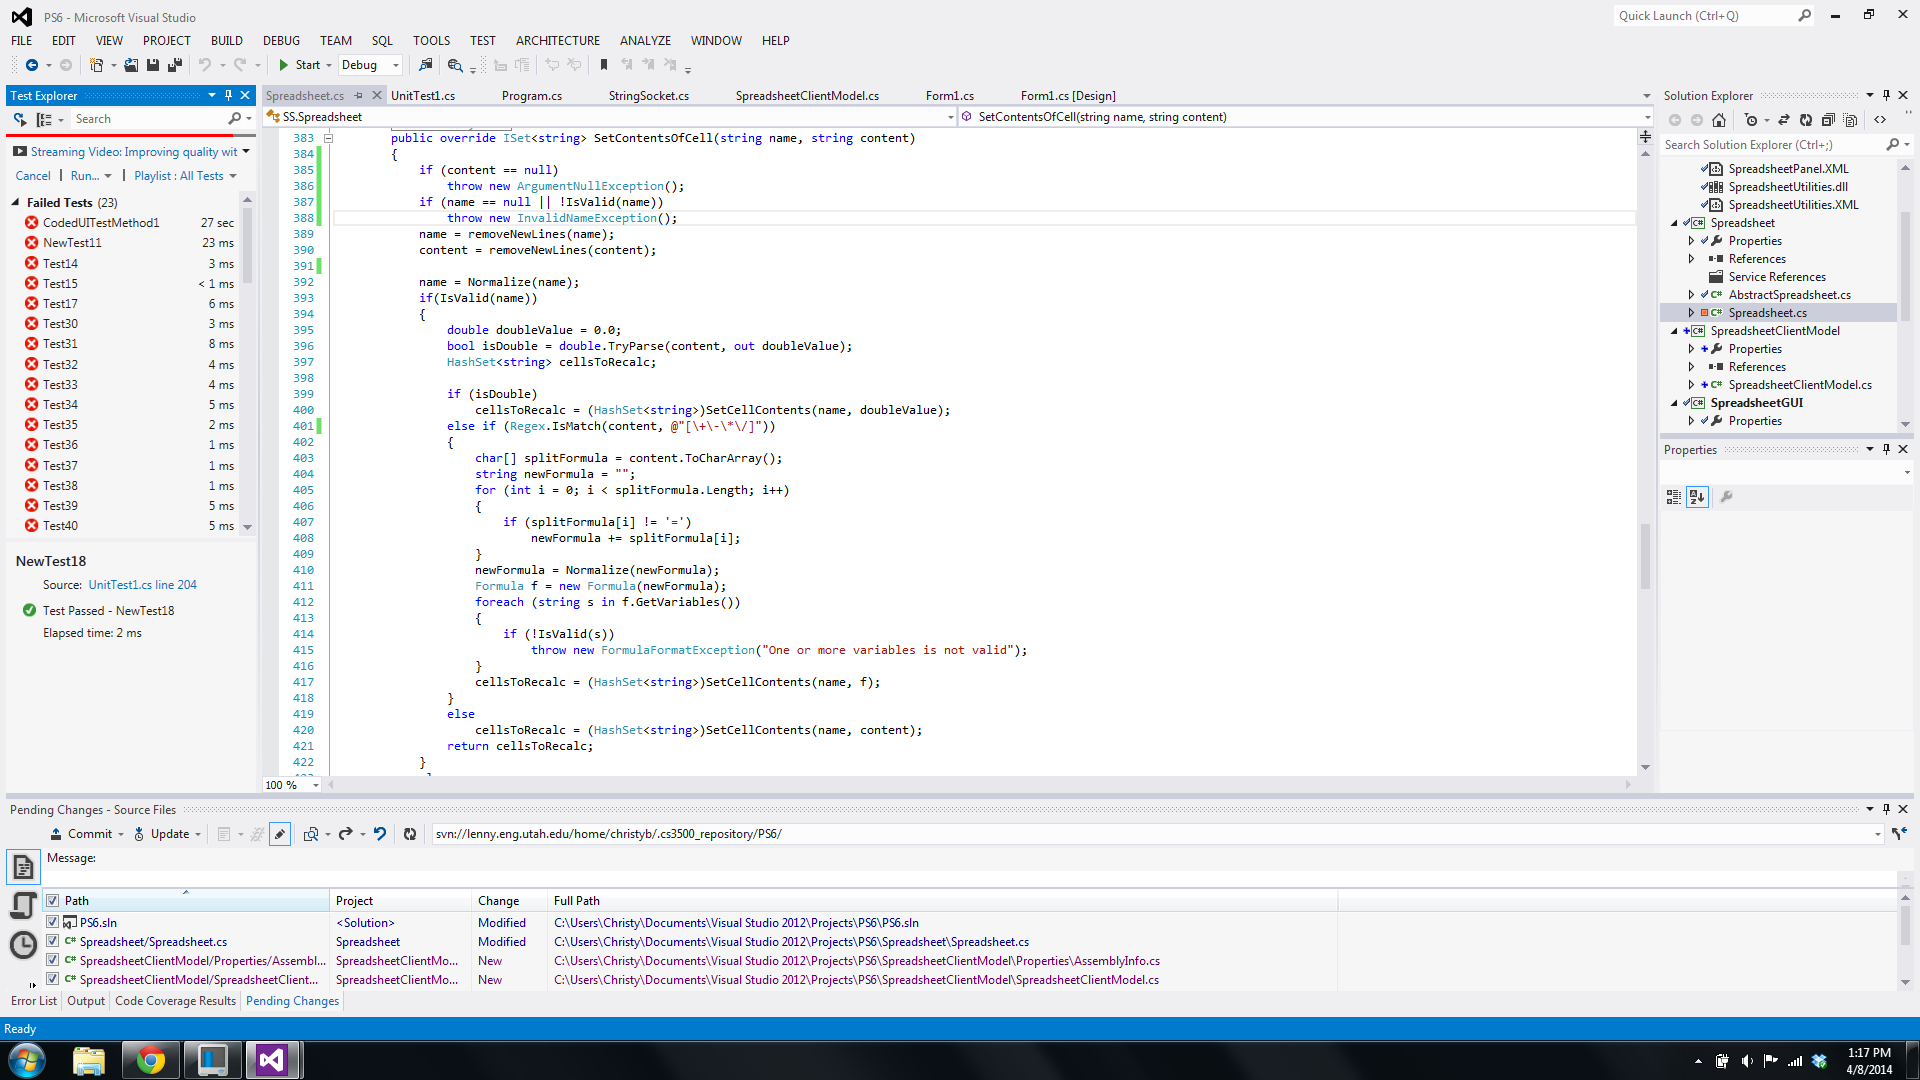 PS6 - Microsoft Visual Studio
Quick Launch (Ctrl+Q)
FILE EDIT VIEW PROJECT BUILD DEBUG TEAM SQL TOOLS TEST ARCHITECTURE ANALYZE WINDOW HELP
Start Debug
Test Explorer
Search
Streaming Video: Improving quality wit
Cancel Run... Playlist : All Tests
Failed Tests (23)
CodedUITestMethod1 27 sec
NewTest11 23 ms
Test14 3 ms
Test15 < 1 ms
Test17 6 ms
Test30 3 ms
Test31 8 ms
Test32 4 ms
Test33 4 ms
Test34 5 ms
Test35 2 ms
Test36 1 ms
Test37 1 ms
Test38 1 ms
Test39 5 ms
Test40 5 ms
NewTest18
Source: UnitTest1.cs line 204
Test Passed - NewTest18
Elapsed time: 2 ms
Spreadsheet.cs UnitTest1.cs Program.cs StringSocket.cs SpreadsheetClientModel.cs Form1.cs Form1.cs [Design]
SS.Spreadsheet SetContentsOfCell(string name, string content)
383 public override ISet<string> SetContentsOfCell(string name, string content)
384 {
385 if (content == null)
386 throw new ArgumentNullException();
387 if (name == null || !IsValid(name))
388 throw new InvalidNameException();
389 name = removeNewLines(name);
390 content = removeNewLines(content);
391
392 name = Normalize(name);
393 if(IsValid(name))
394 {
395 double doubleValue = 0.0;
396 bool isDouble = double.TryParse(content, out doubleValue);
397 HashSet<string> cellsToRecalc;
398
399 if (isDouble)
400 cellsToRecalc = (HashSet<string>)SetCellContents(name, doubleValue);
401 else if (Regex.IsMatch(content, @"[\+\-\*\/]"))
402 {
403 char[] splitFormula = content.ToCharArray();
404 string newFormula = "";
405 for (int i = 0; i < splitFormula.Length; i++)
406 {
407 if (splitFormula[i] != '=')
408 newFormula += splitFormula[i];
409 }
410 newFormula = Normalize(newFormula);
411 Formula f = new Formula(newFormula);
412 foreach (string s in f.GetVariables())
413 {
414 if (!IsValid(s))
415 throw new FormulaFormatException("One or more variables is not valid");
416 }
417 cellsToRecalc = (HashSet<string>)SetCellContents(name, f);
418 }
419 else
420 cellsToRecalc = (HashSet<string>)SetCellContents(name, content);
421 return cellsToRecalc;
422 }
100 %
Solution Explorer
Search Solution Explorer (Ctrl+;)
SpreadsheetPanel.XML
SpreadsheetUtilities.dll
SpreadsheetUtilities.XML
Spreadsheet
Properties
References
Service References
AbstractSpreadsheet.cs
Spreadsheet.cs
SpreadsheetClientModel
Properties
References
SpreadsheetClientModel.cs
SpreadsheetGUI
Properties
Properties
Pending Changes - Source Files
Commit Update svn://lenny.eng.utah.edu/home/christyb/.cs3500_repository/PS6/
Message:
Path Project Change Full Path
PS6.sln <Solution> Modified C:\Users\Christy\Documents\Visual Studio 2012\Projects\PS6\PS6.sln
Spreadsheet/Spreadsheet.cs Spreadsheet Modified C:\Users\Christy\Documents\Visual Studio 2012\Projects\PS6\Spreadsheet\Spreadsheet.cs
SpreadsheetClientModel/Properties/Assembl... SpreadsheetClientMo... New C:\Users\Christy\Documents\Visual Studio 2012\Projects\PS6\SpreadsheetClientModel\Properties\AssemblyInfo.cs
SpreadsheetClientModel/SpreadsheetClient... SpreadsheetClientMo... New C:\Users\Christy\Documents\Visual Studio 2012\Projects\PS6\SpreadsheetClientModel\SpreadsheetClientModel.cs
Error List Output Code Coverage Results Pending Changes
Ready
1:17 PM
4/8/2014